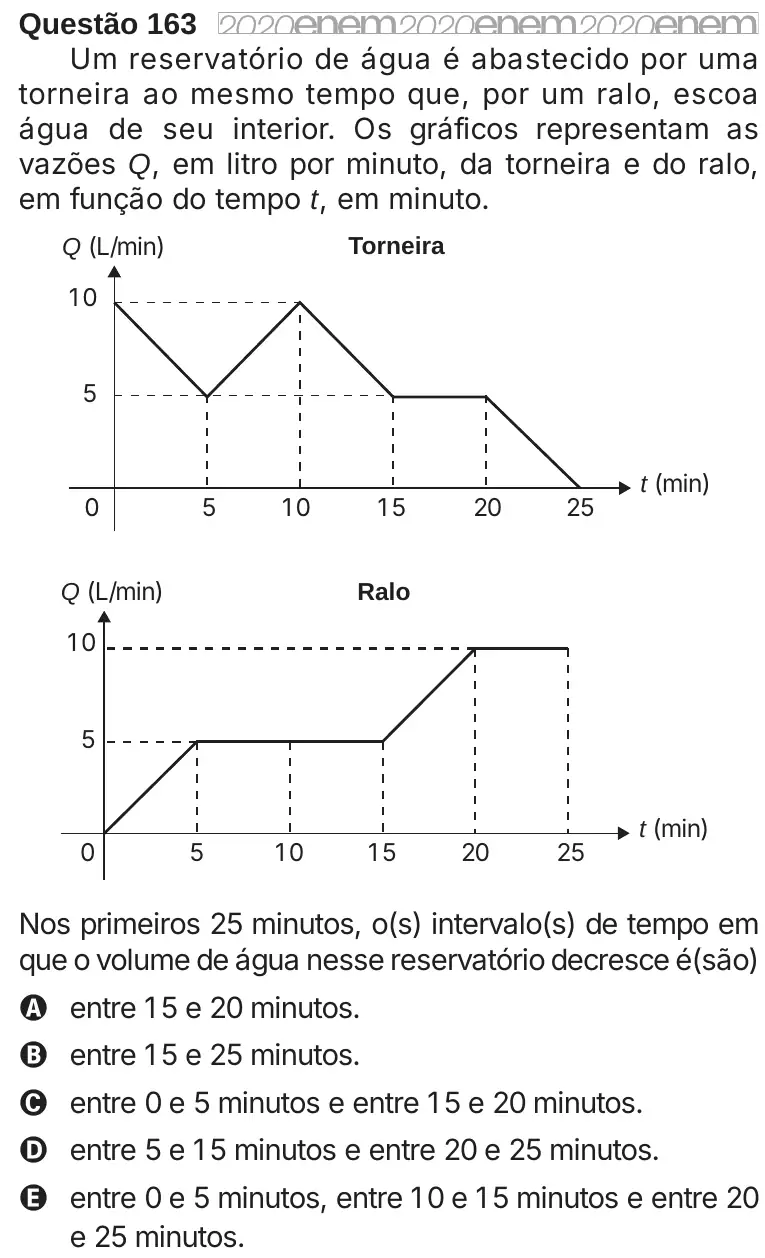 Questão 163 2020enem2020enem2020enem
Um reservatório de água é abastecido por uma
torneira ao mesmo tempo que, por um ralo, escoa
água de seu interior. Os gráficos representam as
vazões Q, em litro por minuto, da torneira e do ralo,
em função do tempo t, em minuto.
Q (L/min) Torneira
10
5
t (min)
0 5 10 15 20 25
Q (L/min) Ralo
10
5
t (min)
0 5 10 15 20 25
Nos primeiros 25 minutos, o(s) intervalo(s) de tempo em
que o volume de água nesse reservatório decresce é(são)
A entre 15 e 20 minutos.
B entre 15 e 25 minutos.
C entre 0 e 5 minutos e entre 15 e 20 minutos.
D entre 5 e 15 minutos e entre 20 e 25 minutos.
E entre 0 e 5 minutos, entre 10 e 15 minutos e entre 20
e 25 minutos.